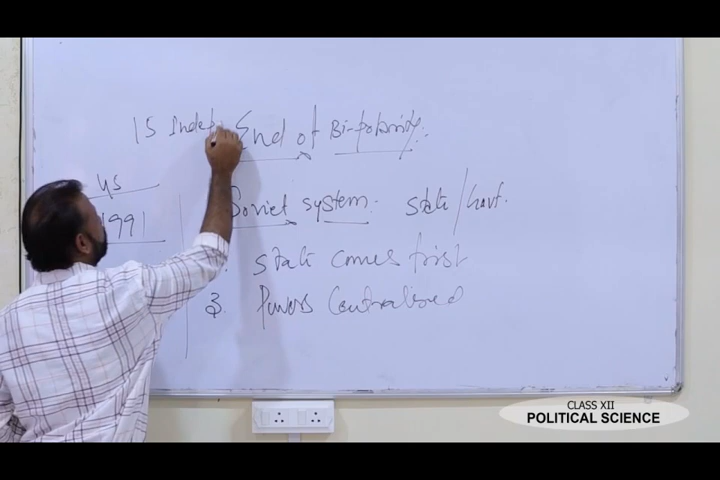 15 Indep
End of Bi-polarity:
US
1991
Soviet system: State/Govt.
State comes first
3. Powers Centralised
CLASS XII
POLITICAL SCIENCE